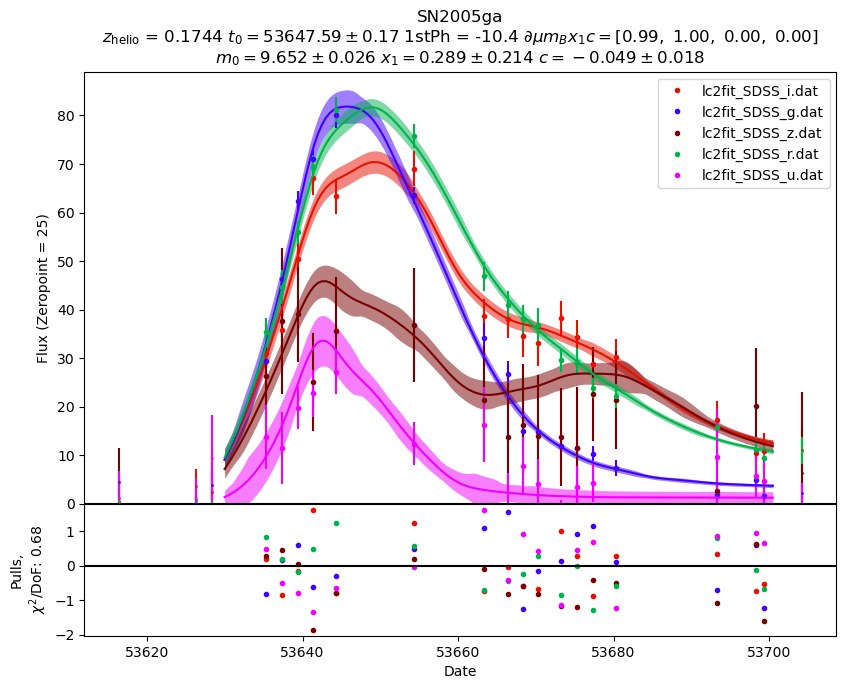 SN2005ga
z_helio = 0.1744 t_0 = 53647.59 ± 0.17 1stPh = -10.4 ∂μm_Bx_1c = [0.99, 1.00, 0.00, 0.00]
m_0 = 9.652 ± 0.026 x_1 = 0.289 ± 0.214 c = −0.049 ± 0.018
lc2fit_SDSS_i.dat
lc2fit_SDSS_g.dat
lc2fit_SDSS_z.dat
lc2fit_SDSS_r.dat
lc2fit_SDSS_u.dat
Flux (Zeropoint = 25)
80
70
60
50
40
30
20
10
0
Pulls,
χ²/DoF: 0.68
1
0
−1
−2
53620 53640 53660 53680 53700
Date